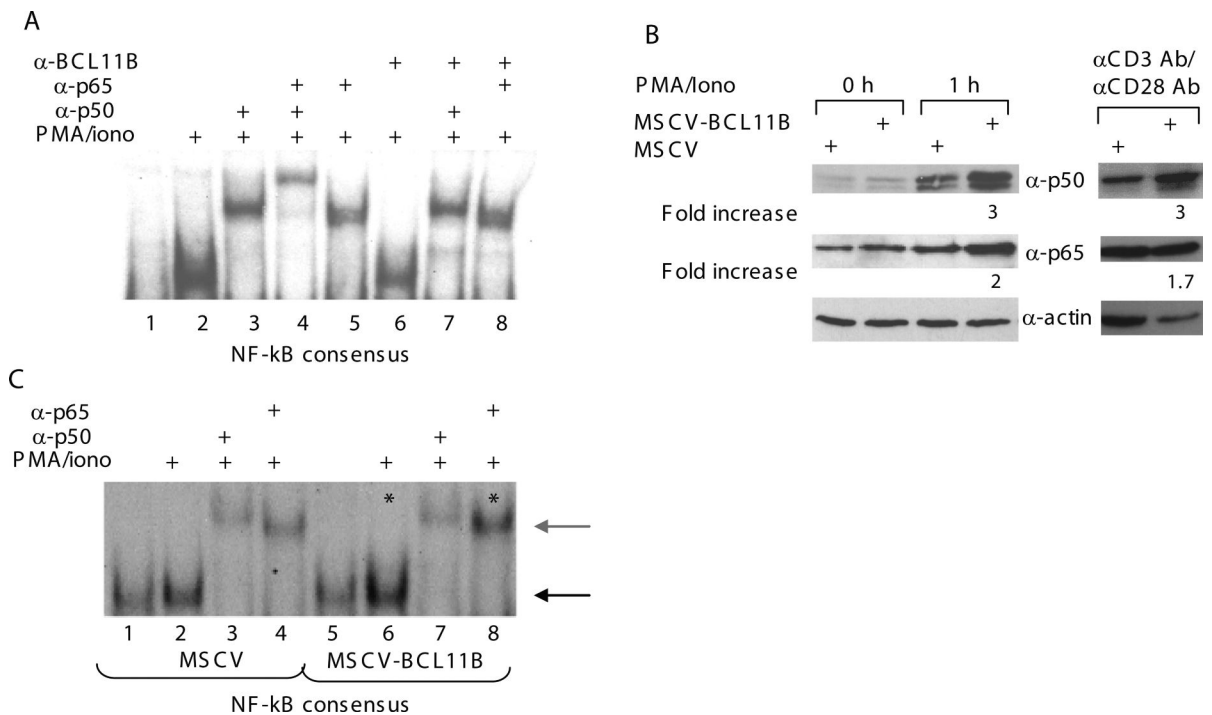 A
α-BCL11B + + +
α-p65 + + +
α-p50 + + +
PMA/iono + + + + + + +
1 2 3 4 5 6 7 8
NF-kB consensus
B
αCD3 Ab/
αCD28 Ab
PMA/Iono 0 h 1 h
MSCV-BCL11B + + +
MSCV + + +
α-p50
Fold increase 3 3
α-p65
Fold increase 2 1.7
α-actin
C
α-p65 + +
α-p50 + +
PMA/iono + + + + + +
* *
1 2 3 4 5 6 7 8
MSCV MSCV-BCL11B
NF-kB consensus